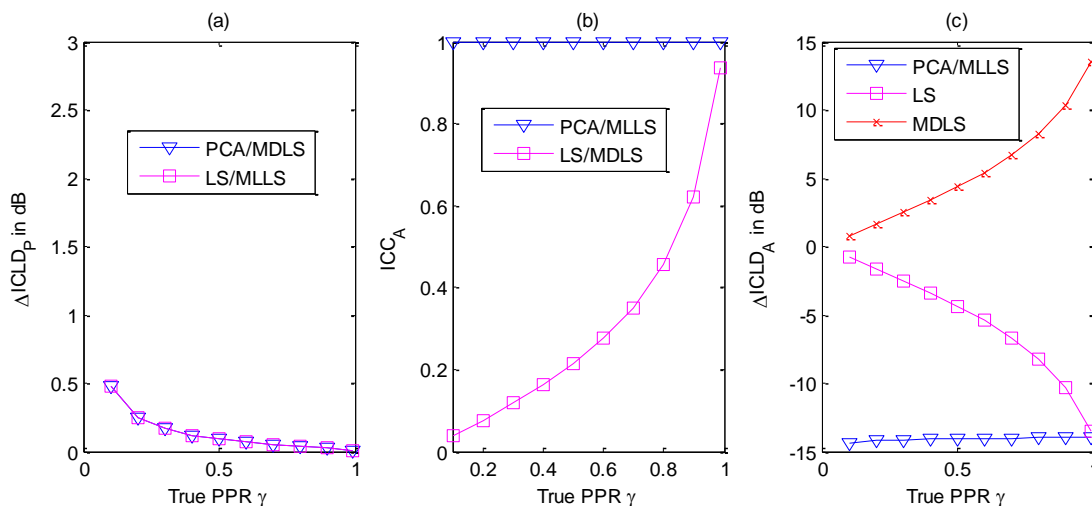 (a)
3
2.5
2
1.5
1
0.5
0
0
0.5
1
ΔICLD_P in dB
True PPR γ
PCA/MDLS
LS/MLLS
(b)
1
0.8
0.6
0.4
0.2
0
0.2
0.4
0.6
0.8
1
ICC_A
True PPR γ
PCA/MLLS
LS/MDLS
(c)
15
10
5
0
-5
-10
-15
0
0.5
1
ΔICLD_A in dB
True PPR γ
PCA/MLLS
LS
MDLS